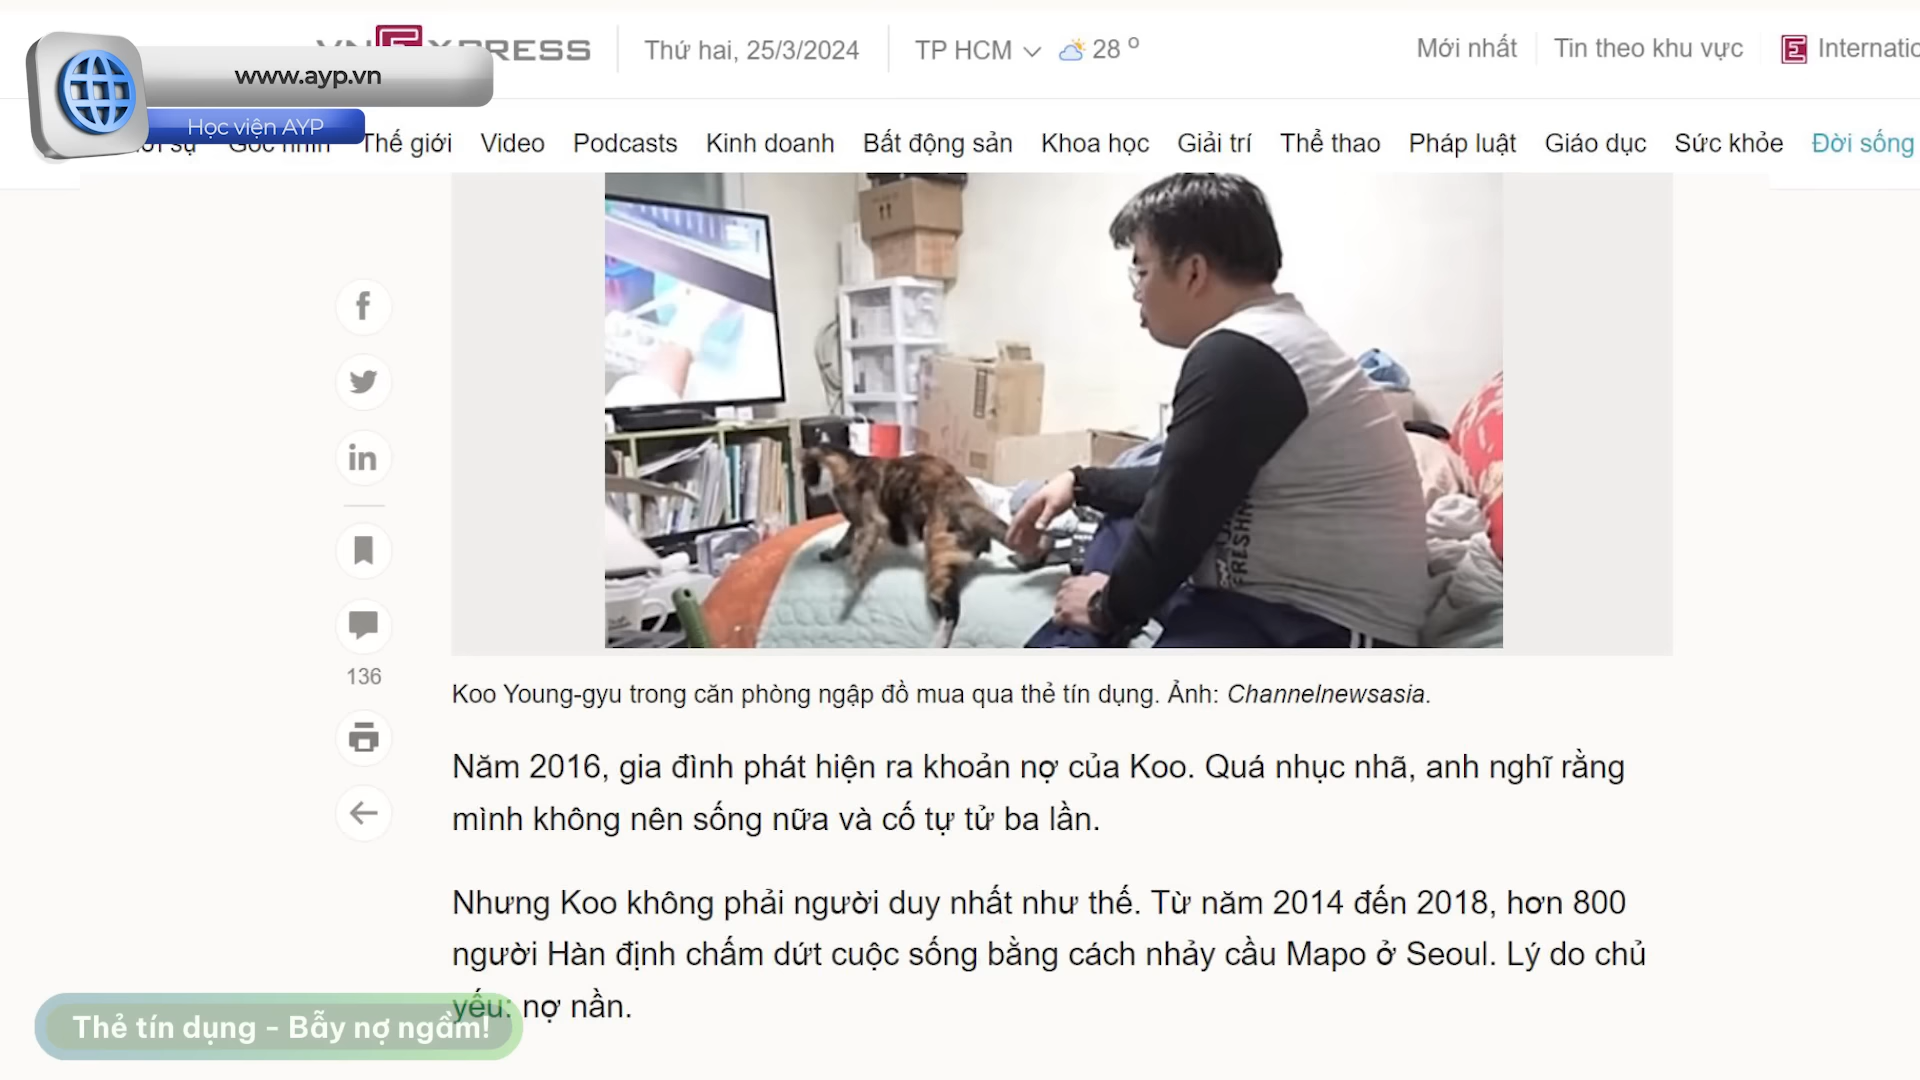 www.ayp.vn
Học viện AYP
EXPRESS
Thứ hai, 25/3/2024
TP HCM
28 º
Mới nhất
Tin theo khu vực
E Internatio
Góc nhìn
Thế giới
Video
Podcasts
Kinh doanh
Bất động sản
Khoa học
Giải trí
Thể thao
Pháp luật
Giáo dục
Sức khỏe
Đời sống
FRESHN
136
Koo Young-gyu trong căn phòng ngập đồ mua qua thẻ tín dụng. Ảnh: Channelnewsasia.
Năm 2016, gia đình phát hiện ra khoản nợ của Koo. Quá nhục nhã, anh nghĩ rằng
mình không nên sống nữa và cố tự tử ba lần.
Nhưng Koo không phải người duy nhất như thế. Từ năm 2014 đến 2018, hơn 800
người Hàn định chấm dứt cuộc sống bằng cách nhảy cầu Mapo ở Seoul. Lý do chủ
yếu: nợ nần.
Thẻ tín dụng - Bẫy nợ ngầm!